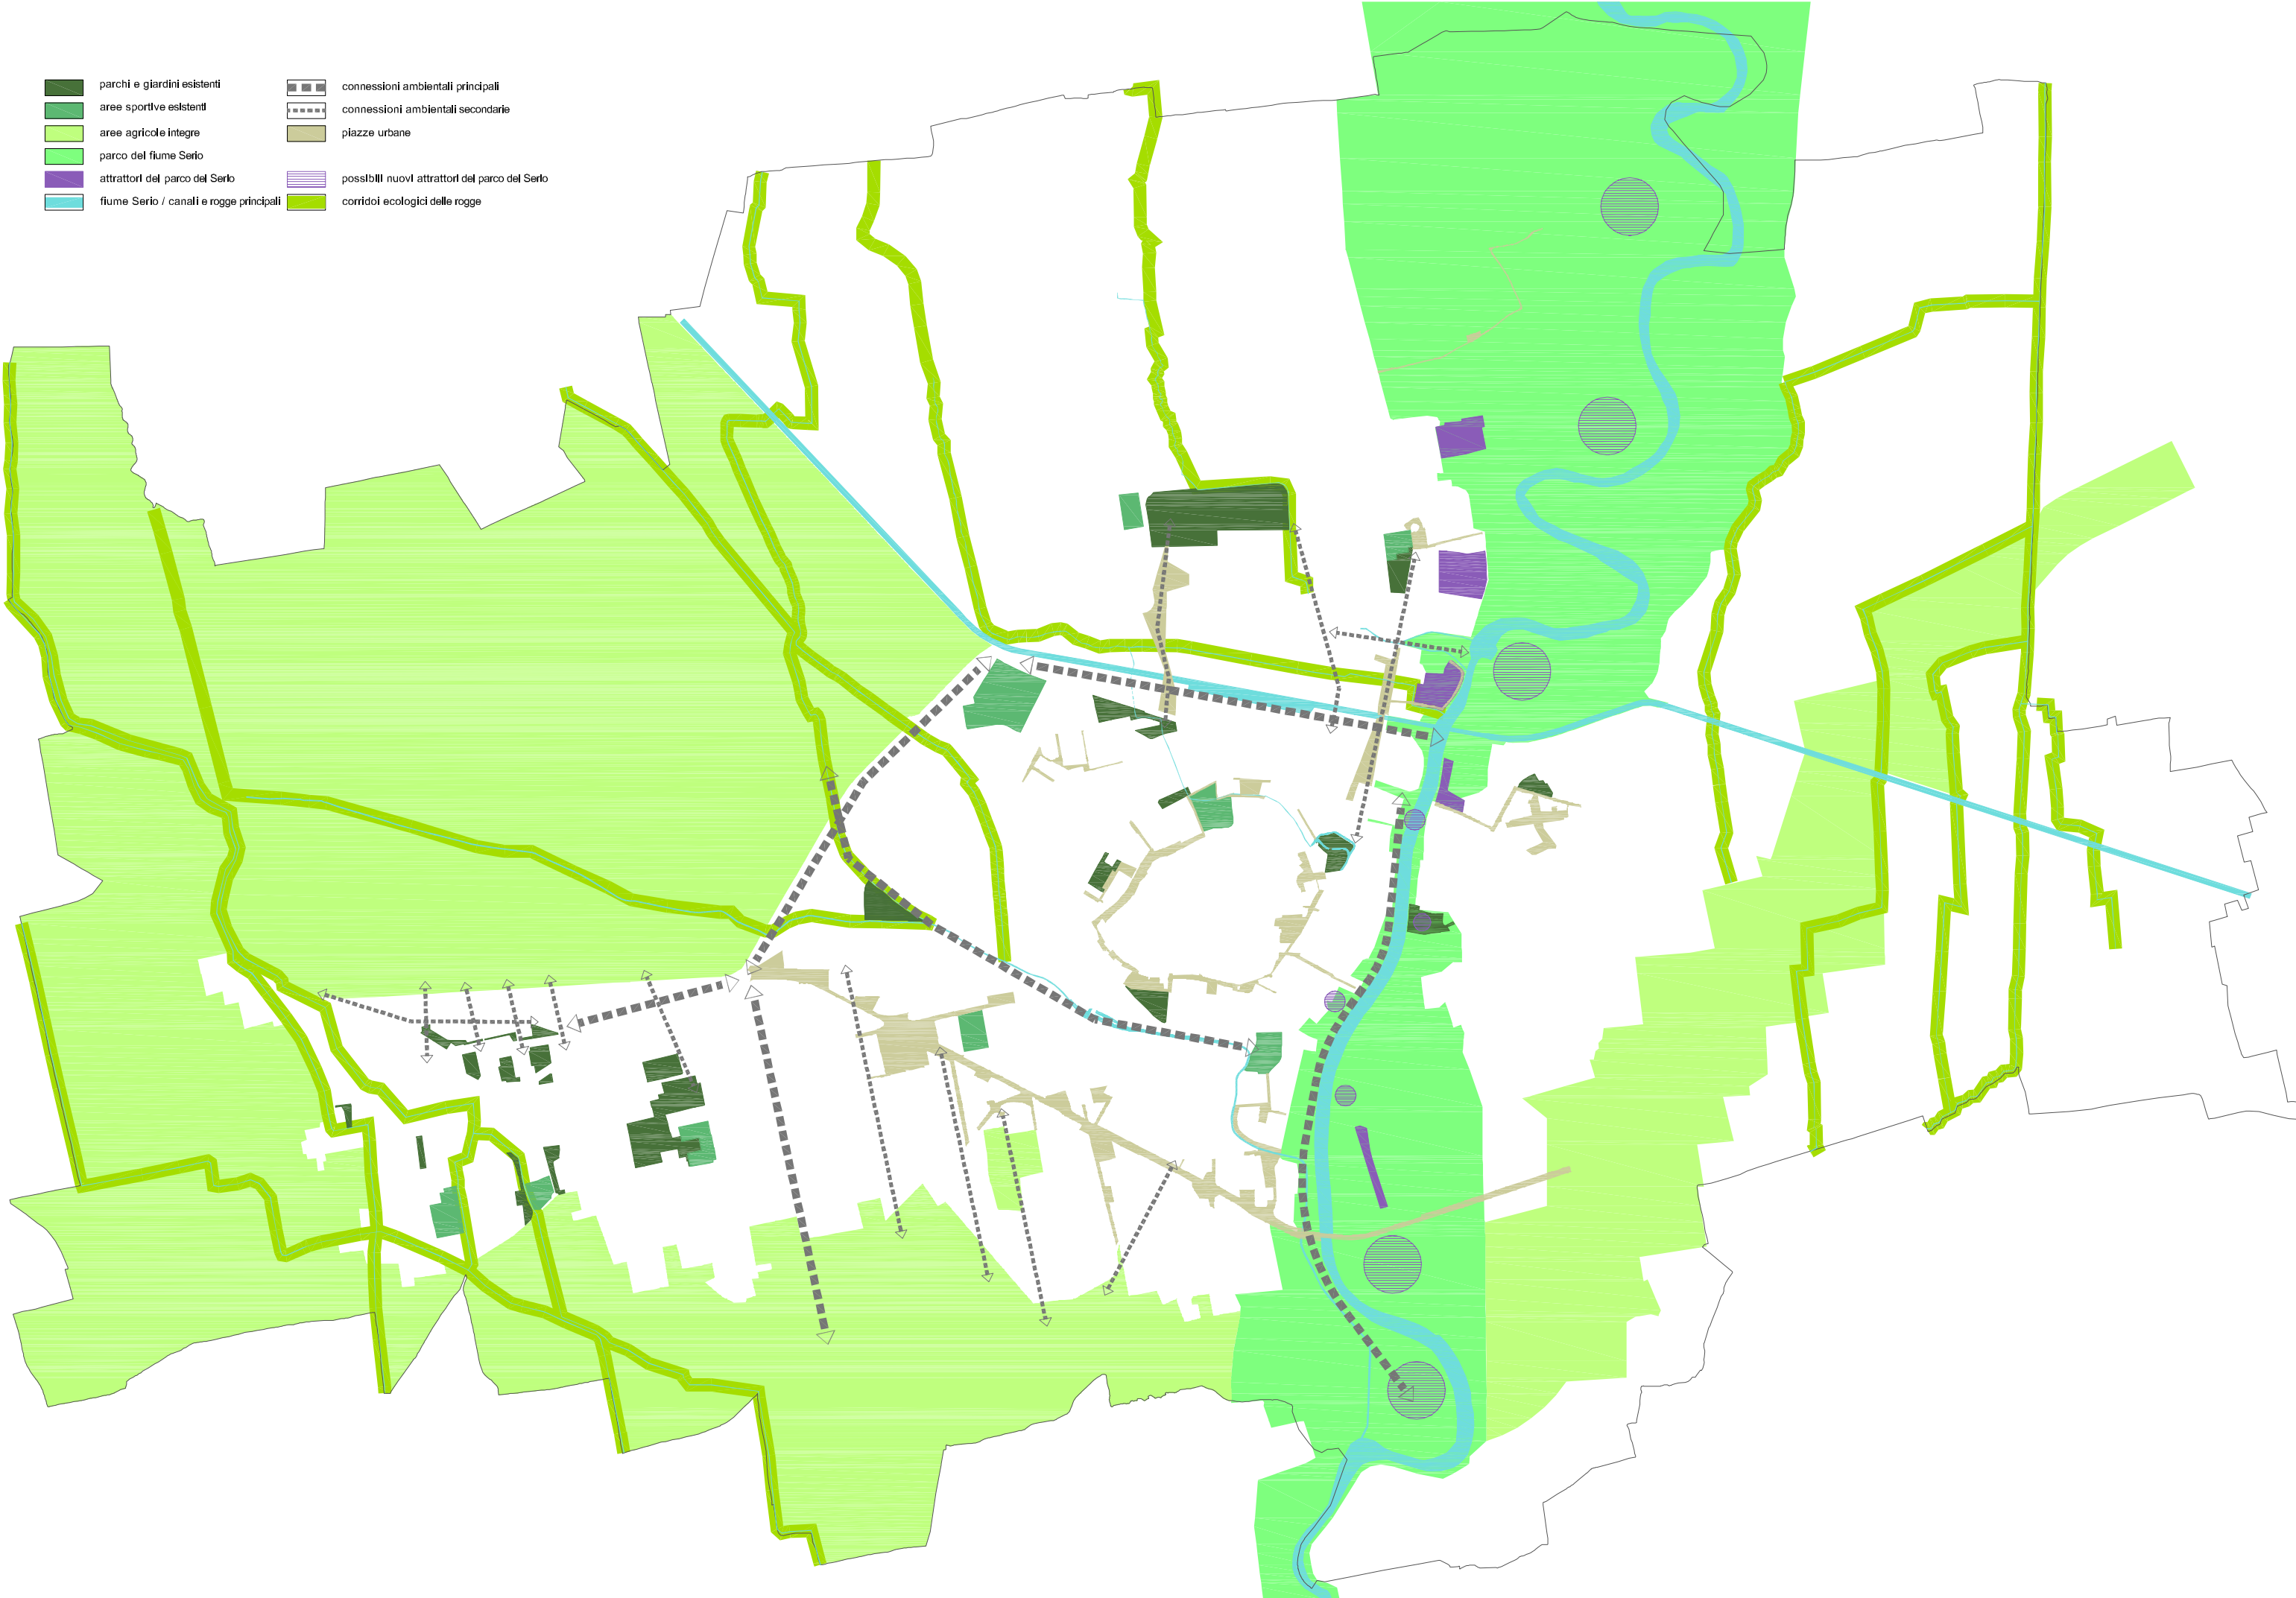 parchi e giardini esistenti
aree sportive esistenti
aree agricole integre
parco del fiume Serio
attrattori del parco del Serio
fiume Serio / canali e rogge principali
connessioni ambientali principali
connessioni ambientali secondarie
piazze urbane
possibili nuovi attrattori del parco del Serio
corridoi ecologici delle rogge